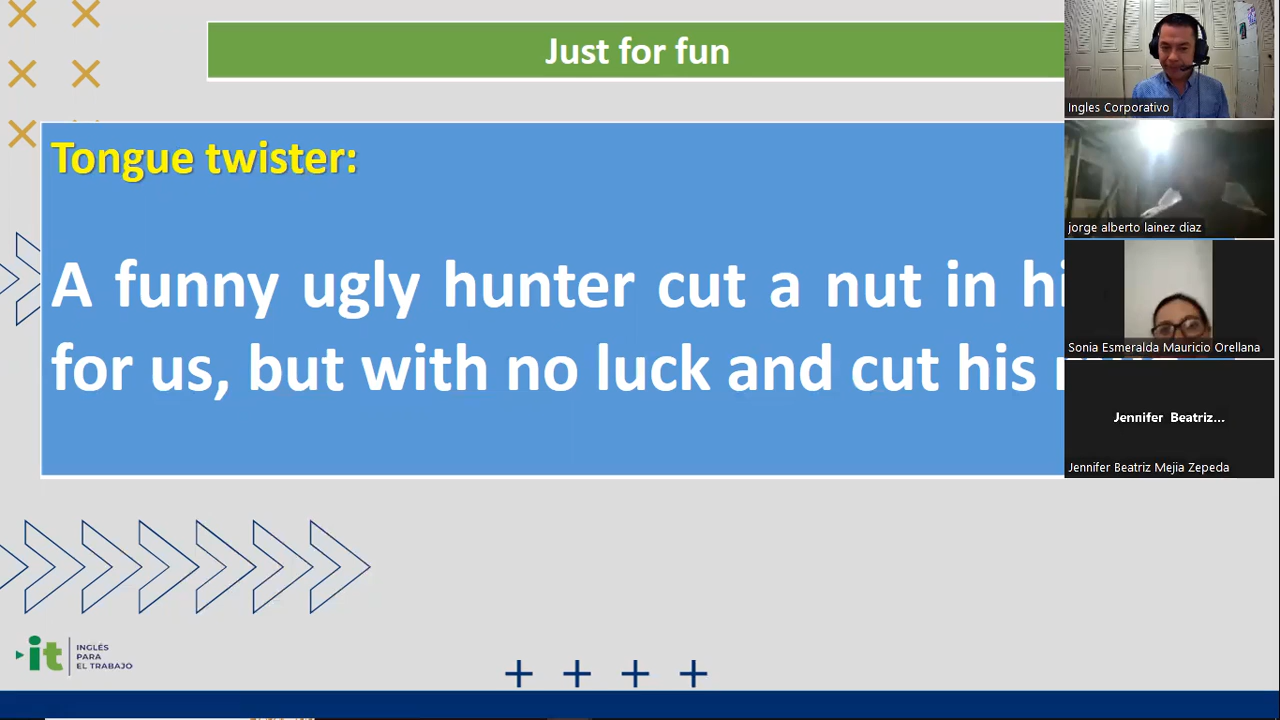 Just for fun
Tongue twister:
A funny ugly hunter cut a nut in
for us, but with no luck and cut his
Ingles Corporativo
jorge alberto lainez diaz
Sonia Esmeralda Mauricio Orellana
Jennifer Beatriz...
Jennifer Beatriz Mejia Zepeda
it
INGLÉS
PARA
EL TRABAJO